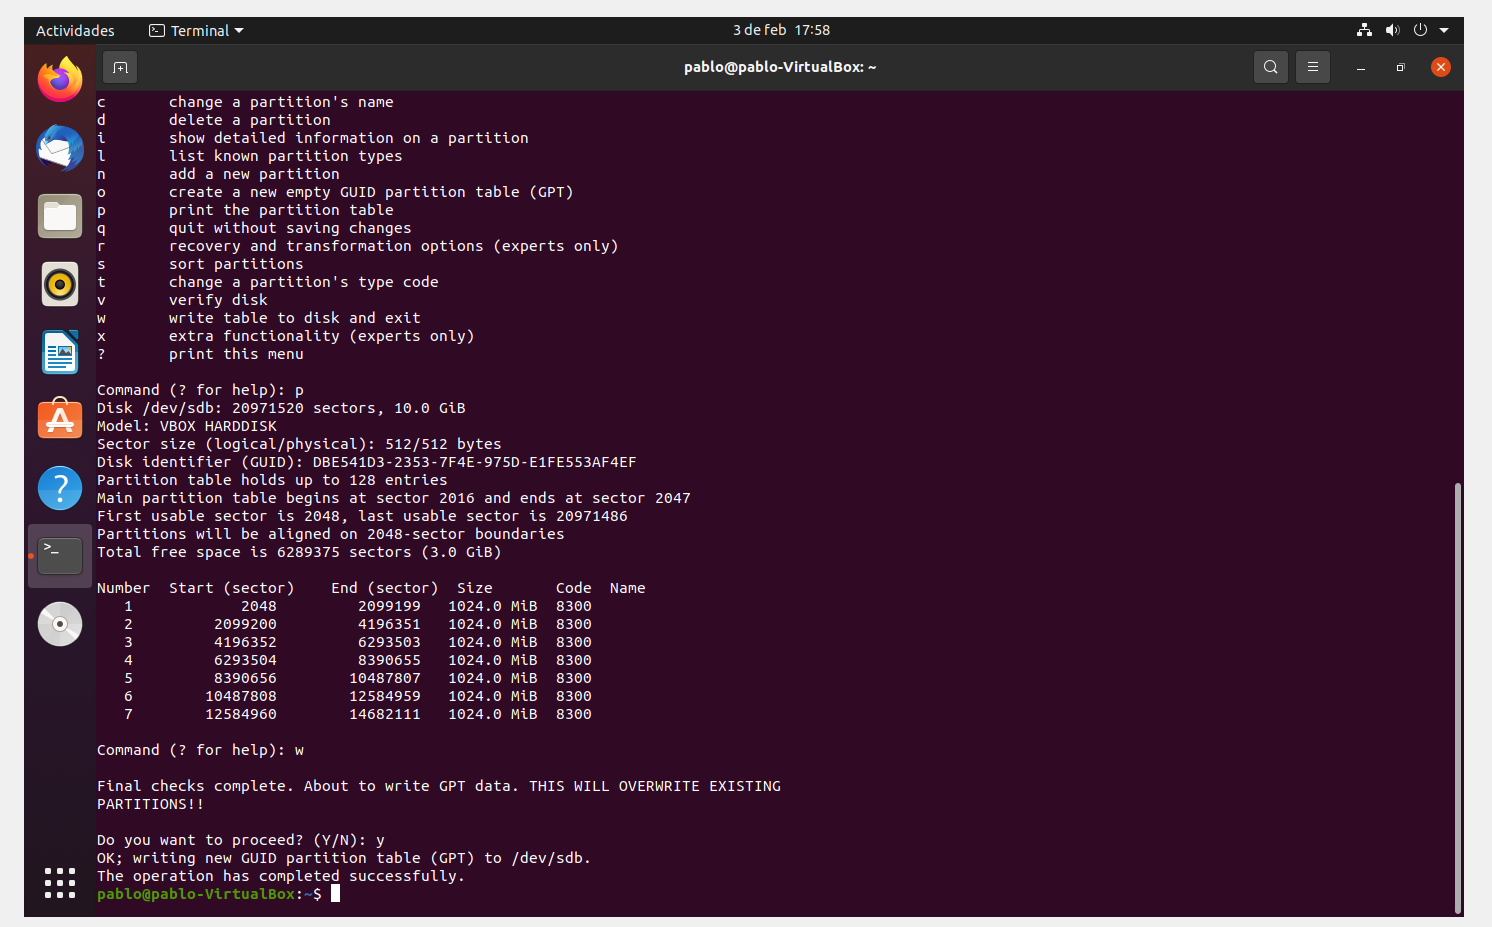 Actividades Terminal 3 de feb 17:58
pablo@pablo-VirtualBox: ~
c change a partition's name
d delete a partition
i show detailed information on a partition
l list known partition types
n add a new partition
o create a new empty GUID partition table (GPT)
p print the partition table
q quit without saving changes
r recovery and transformation options (experts only)
s sort partitions
t change a partition's type code
v verify disk
w write table to disk and exit
x extra functionality (experts only)
? print this menu
Command (? for help): p
Disk /dev/sdb: 20971520 sectors, 10.0 GiB
Model: VBOX HARDDISK
Sector size (logical/physical): 512/512 bytes
Disk identifier (GUID): DBE541D3-2353-7F4E-975D-E1FE553AF4EF
Partition table holds up to 128 entries
Main partition table begins at sector 2016 and ends at sector 2047
First usable sector is 2048, last usable sector is 20971486
Partitions will be aligned on 2048-sector boundaries
Total free space is 6289375 sectors (3.0 GiB)
Number Start (sector) End (sector) Size Code Name
1 2048 2099199 1024.0 MiB 8300
2 2099200 4196351 1024.0 MiB 8300
3 4196352 6293503 1024.0 MiB 8300
4 6293504 8390655 1024.0 MiB 8300
5 8390656 10487807 1024.0 MiB 8300
6 10487808 12584959 1024.0 MiB 8300
7 12584960 14682111 1024.0 MiB 8300
Command (? for help): w
Final checks complete. About to write GPT data. THIS WILL OVERWRITE EXISTING
PARTITIONS!!
Do you want to proceed? (Y/N): y
OK; writing new GUID partition table (GPT) to /dev/sdb.
The operation has completed successfully.
pablo@pablo-VirtualBox:~$